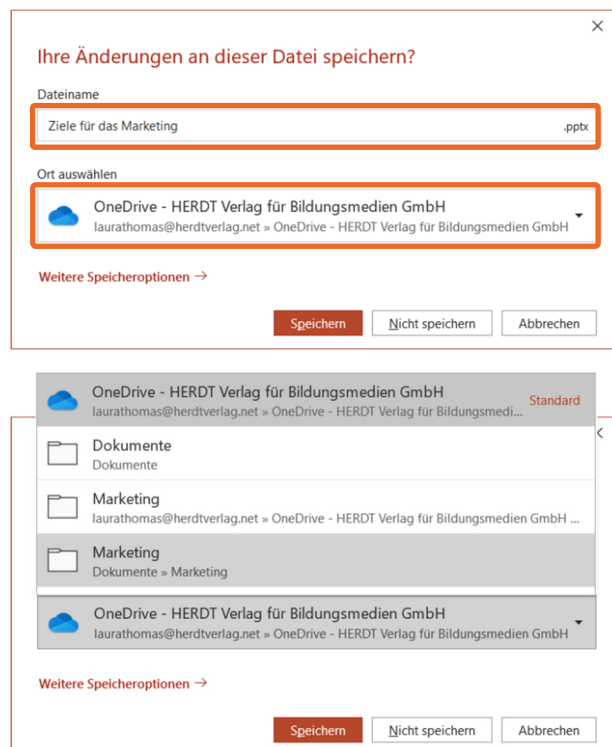 Ihre Änderungen an dieser Datei speichern?
Dateiname
Ziele für das Marketing .pptx
Ort auswählen
OneDrive - HERDT Verlag für Bildungsmedien GmbH
laurathomas@herdtverlag.net » OneDrive - HERDT Verlag für Bildungsmedien GmbH
Weitere Speicheroptionen →
Speichern Nicht speichern Abbrechen
OneDrive - HERDT Verlag für Bildungsmedien GmbH Standard
laurathomas@herdtverlag.net » OneDrive - HERDT Verlag für Bildungsmedi...
Dokumente
Dokumente
Marketing
laurathomas@herdtverlag.net » OneDrive - HERDT Verlag für Bildungsmedien GmbH ...
Marketing
Dokumente » Marketing
OneDrive - HERDT Verlag für Bildungsmedien GmbH
laurathomas@herdtverlag.net » OneDrive - HERDT Verlag für Bildungsmedien GmbH
Weitere Speicheroptionen →
Speichern Nicht speichern Abbrechen